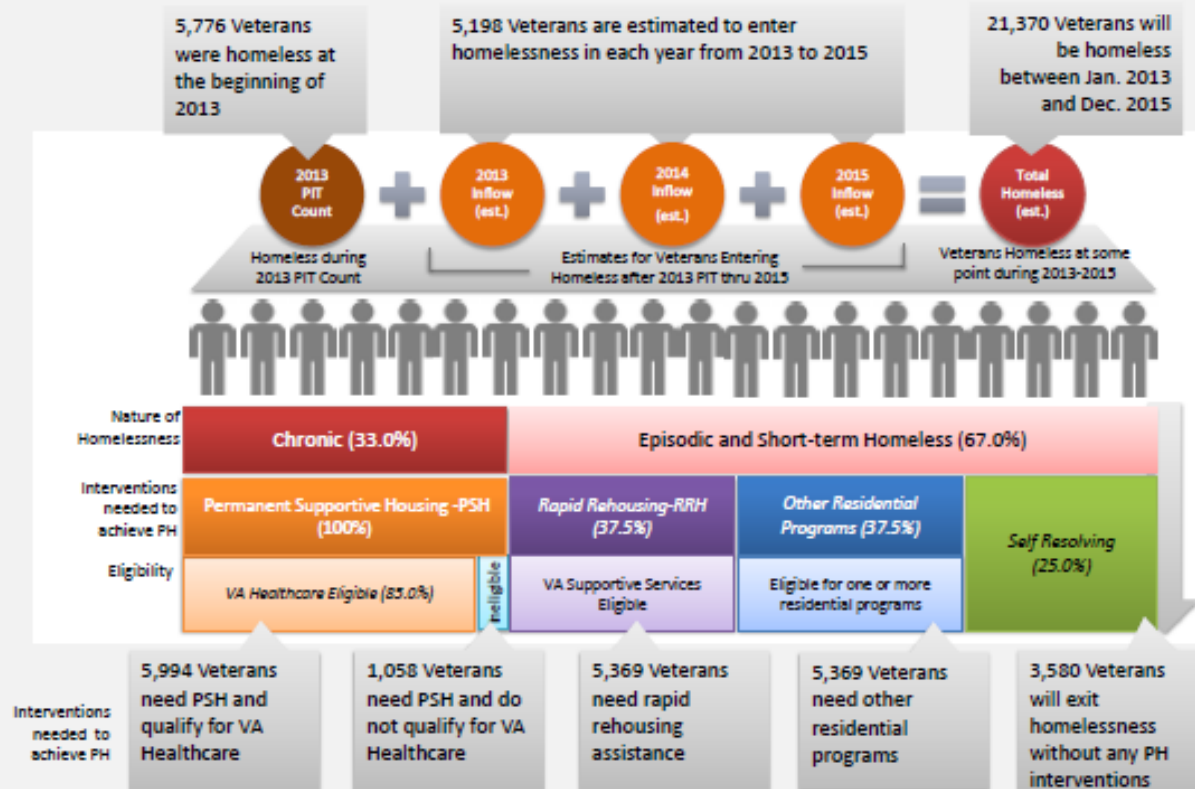 5,776 Veterans
were homeless at
the beginning of
2013
5,198 Veterans are estimated to enter
homelessness in each year from 2013 to 2015
21,370 Veterans will
be homeless
between Jan. 2013
and Dec. 2015
2013
PIT
Count
2013
Inflow
(est.)
2014
Inflow
(est.)
2015
Inflow
(est.)
Total
Homeless
(est.)
Homeless during
2013 PIT Count
Estimates for Veterans Entering
Homeless after 2013 PIT thru 2015
Veterans Homeless at some
point during 2013-2015
Nature of
Homelessness
Chronic (33.0%)
Episodic and Short-term Homeless (67.0%)
Interventions
needed to
achieve PH
Permanent Supportive Housing -PSH
(100%)
Rapid Rehousing-RRH
(37.5%)
Other Residential
Programs (37.5%)
Self Resolving
(25.0%)
Eligibility
VA Healthcare Eligible (85.0%)
Ineligible
VA Supportive Services
Eligible
Eligible for one or more
residential programs
Interventions
needed to
achieve PH
5,994 Veterans
need PSH and
qualify for VA
Healthcare
1,058 Veterans
need PSH and do
not qualify for VA
Healthcare
5,369 Veterans
need rapid
rehousing
assistance
5,369 Veterans
need other
residential
programs
3,580 Veterans
will exit
homelessness
without any PH
interventions